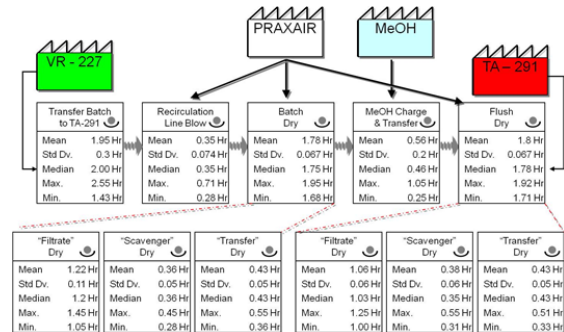 PRAXAIR
MeOH
VR - 227
TA – 291
Transfer Batch
to TA-291
Mean 1.95 Hr
Std Dv. 0.3 Hr
Median 2.00 Hr
Max. 2.55 Hr
Min. 1.43 Hr
Recirculation
Line Blow
Mean 0.35 Hr
Std Dv. 0.074 Hr
Median 0.35 Hr
Max. 0.71 Hr
Min. 0.28 Hr
Batch
Dry
Mean 1.78 Hr
Std Dv. 0.067 Hr
Median 1.75 Hr
Max. 1.95 Hr
Min. 1.68 Hr
MeOH Charge
& Transfer
Mean 0.56 Hr
Std Dv. 0.2 Hr
Median 0.46 Hr
Max. 1.05 Hr
Min. 0.25 Hr
Flush
Dry
Mean 1.8 Hr
Std Dv. 0.067 Hr
Median 1.78 Hr
Max. 1.92 Hr
Min. 1.71 Hr
"Filtrate"
Dry
Mean 1.22 Hr
Std Dv. 0.11 Hr
Median 1.2 Hr
Max. 1.45 Hr
Min. 1.05 Hr
"Scavenger"
Dry
Mean 0.36 Hr
Std Dv. 0.05 Hr
Median 0.36 Hr
Max. 0.45 Hr
Min. 0.28 Hr
"Transfer"
Dry
Mean 0.43 Hr
Std Dv. 0.05 Hr
Median 0.43 Hr
Max. 0.55 Hr
Min. 0.36 Hr
"Filtrate"
Dry
Mean 1.06 Hr
Std Dv. 0.06 Hr
Median 1.03 Hr
Max. 1.25 Hr
Min. 1.00 Hr
"Scavenger"
Dry
Mean 0.38 Hr
Std Dv. 0.06 Hr
Median 0.35 Hr
Max. 0.55 Hr
Min. 0.31 Hr
"Transfer"
Dry
Mean 0.43 Hr
Std Dv. 0.05 Hr
Median 0.43 Hr
Max. 0.51 Hr
Min. 0.33 Hr